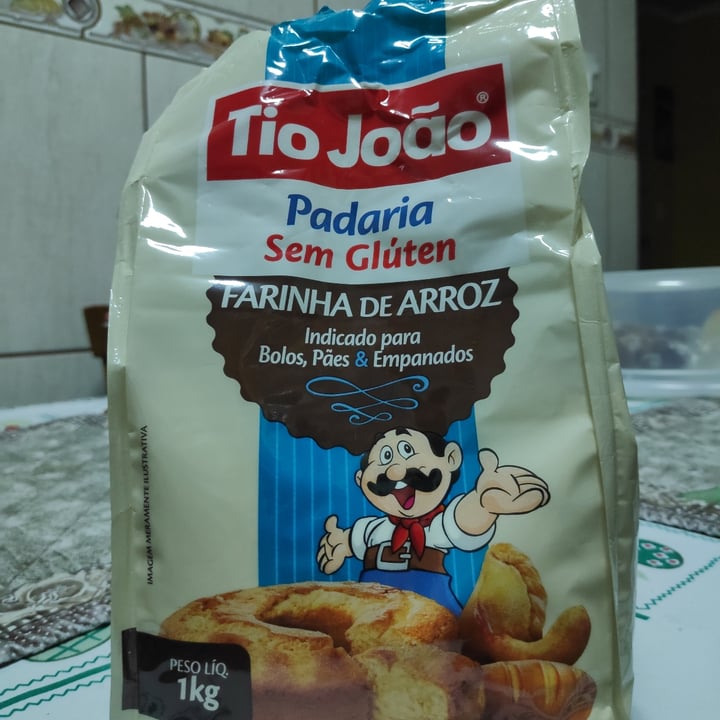 Tio João®
Padaria
Sem Glúten
FARINHA DE ARROZ
Indicado para
Bolos, Pães & Empanados
IMAGEM MERAMENTE ILUSTRATIVA
PESO LÍQ.
1kg